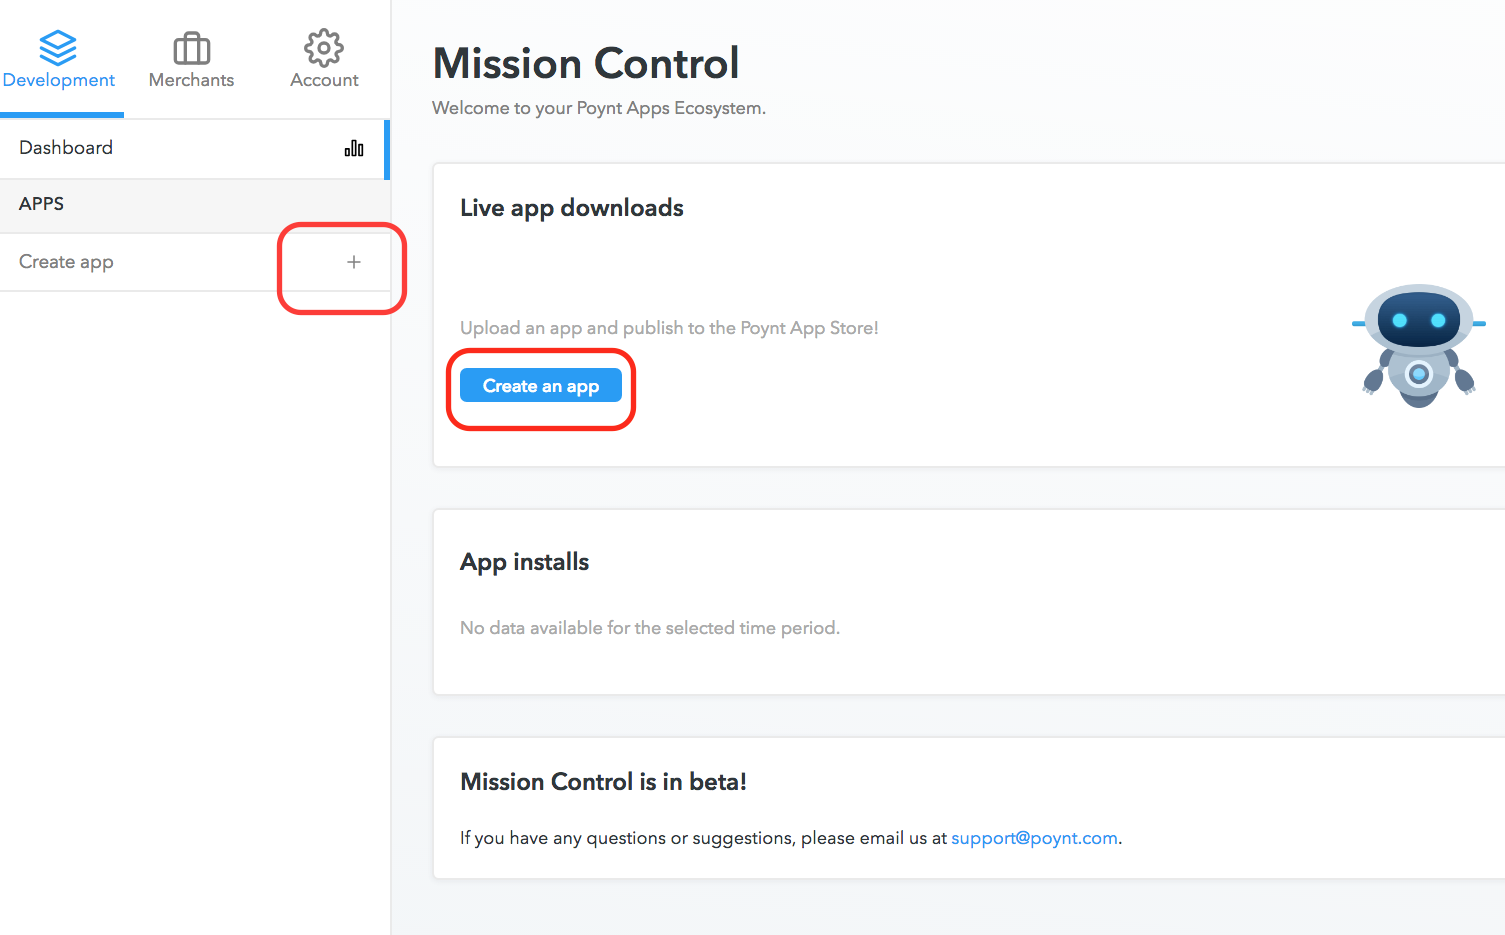 Development
Merchants
Account
Dashboard
APPS
Create app
Mission Control
Welcome to your Poynt Apps Ecosystem.
Live app downloads
Upload an app and publish to the Poynt App Store!
Create an app
App installs
No data available for the selected time period.
Mission Control is in beta!
If you have any questions or suggestions, please email us at support@poynt.com.